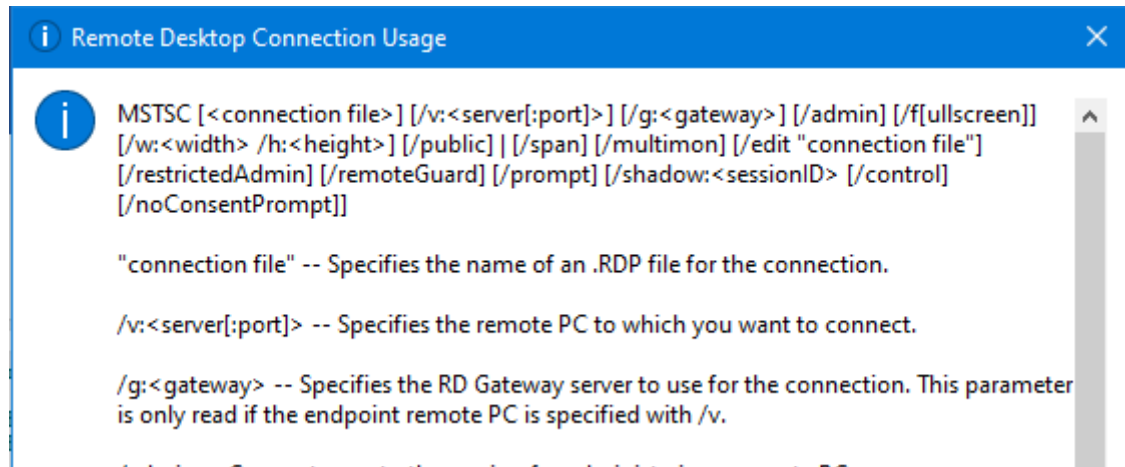 Remote Desktop Connection Usage
MSTSC [<connection file>] [/v:<server[:port]>] [/g:<gateway>] [/admin] [/f[ullscreen]]
[/w:<width> /h:<height>] [/public] | [/span] [/multimon] [/edit "connection file"]
[/restrictedAdmin] [/remoteGuard] [/prompt] [/shadow:<sessionID> [/control]
[/noConsentPrompt]]
"connection file" -- Specifies the name of an .RDP file for the connection.
/v:<server[:port]> -- Specifies the remote PC to which you want to connect.
/g:<gateway> -- Specifies the RD Gateway server to use for the connection. This parameter
is only read if the endpoint remote PC is specified with /v.